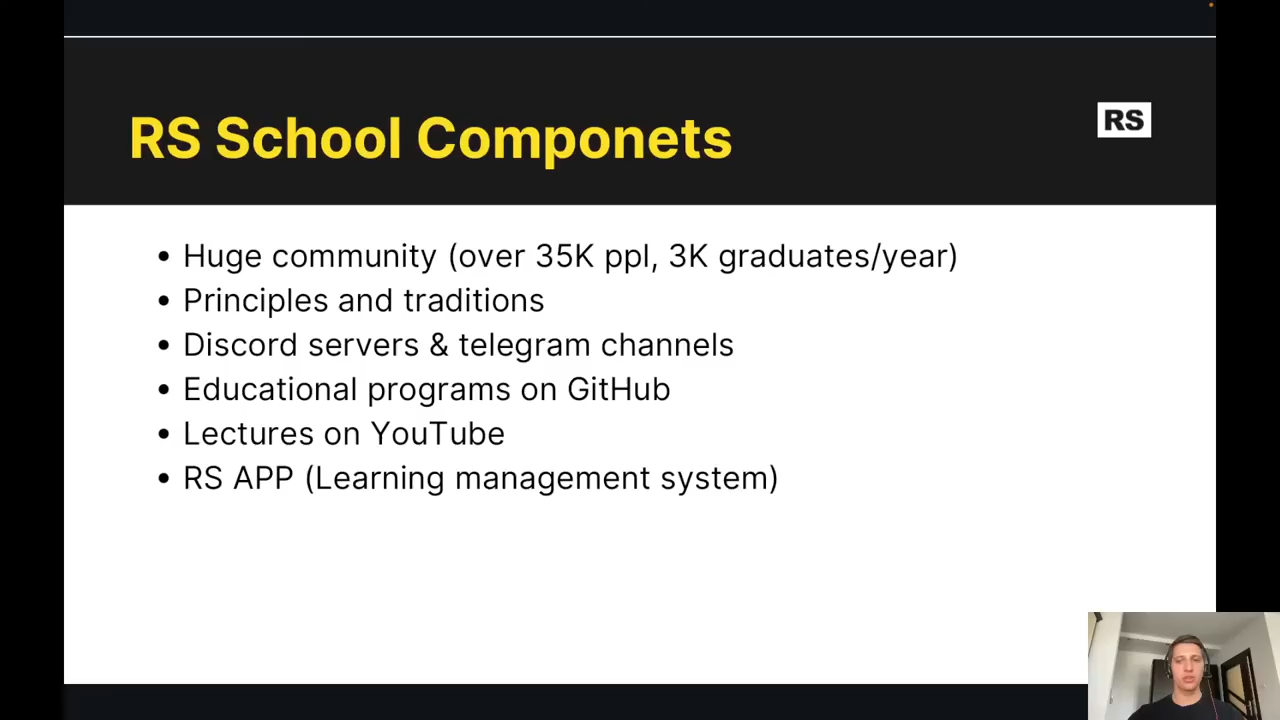 RS School Componets
RS
• Huge community (over 35K ppl, 3K graduates/year)
• Principles and traditions
• Discord servers & telegram channels
• Educational programs on GitHub
• Lectures on YouTube
• RS APP (Learning management system)